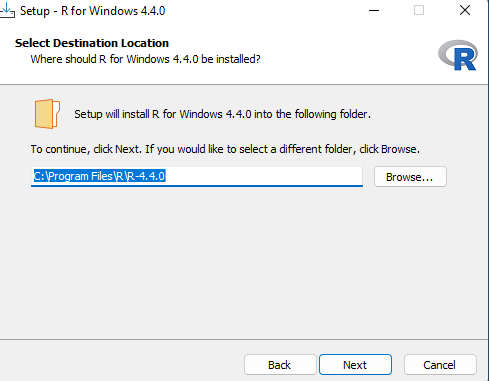 Setup - R for Windows 4.4.0
Select Destination Location
Where should R for Windows 4.4.0 be installed?
R
Setup will install R for Windows 4.4.0 into the following folder.
To continue, click Next. If you would like to select a different folder, click Browse.
C:\Program Files\R\R-4.4.0
Browse...
Back
Next
Cancel